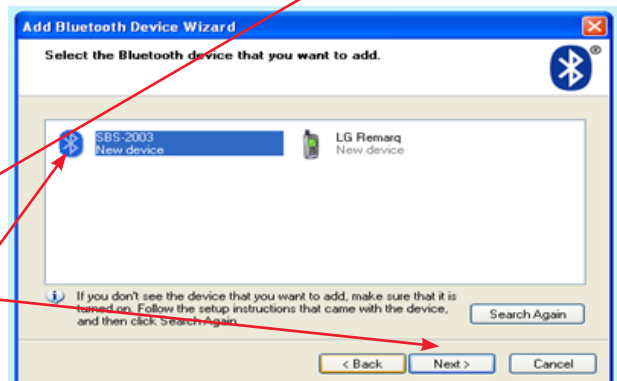 Add Bluetooth Device Wizard
Select the Bluetooth device that you want to add.
®
SBS-2003
New device
LG Remarq
New device
If you don't see the device that you want to add, make sure that it is
turned on. Follow the setup instructions that came with the device,
and then click Search Again.
Search Again
< Back
Next >
Cancel